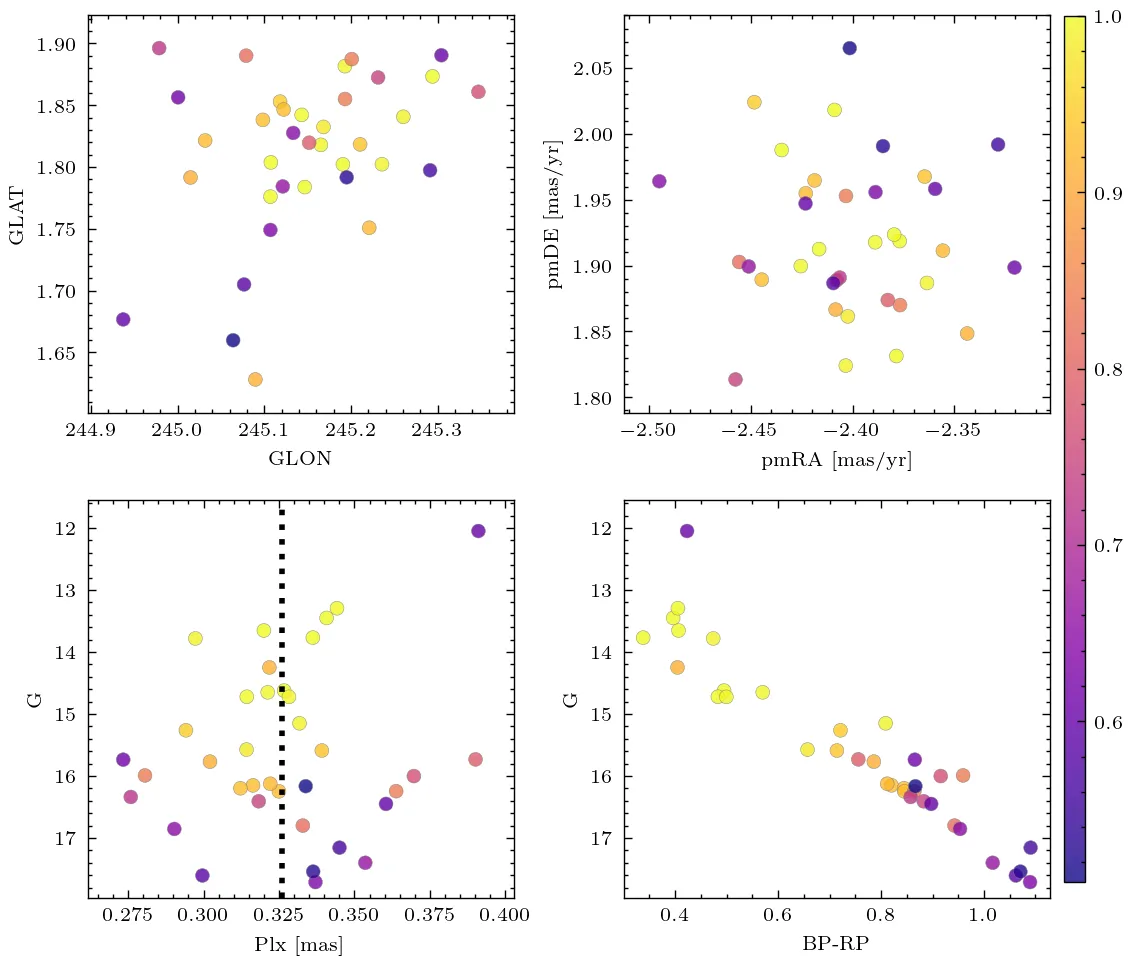 1.90
1.85
1.80
1.75
1.70
1.65
GLAT
244.9 245.0 245.1 245.2 245.3
GLON
2.05
2.00
1.95
1.90
1.85
1.80
pmDE [mas/yr]
−2.50 −2.45 −2.40 −2.35
pmRA [mas/yr]
1.0
0.9
0.8
0.7
0.6
12
13
14
15
16
17
G
0.275 0.300 0.325 0.350 0.375 0.400
Plx [mas]
12
13
14
15
16
17
G
0.4 0.6 0.8 1.0
BP-RP